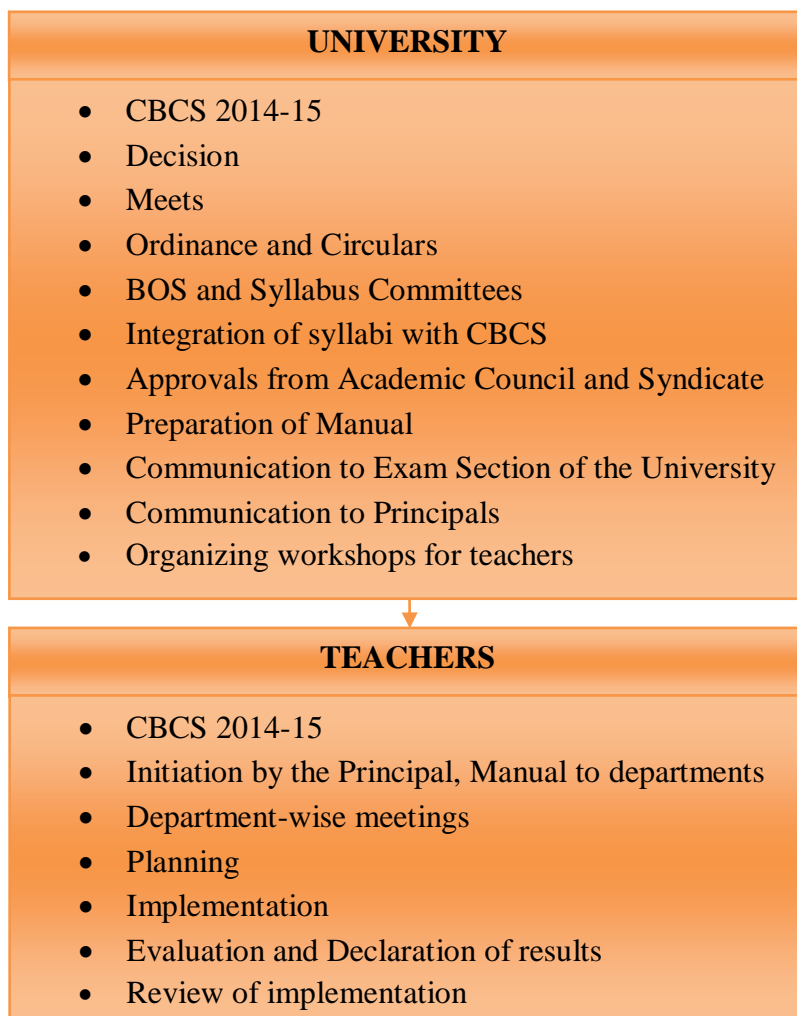 UNIVERSITY
• CBCS 2014-15
• Decision
• Meets
• Ordinance and Circulars
• BOS and Syllabus Committees
• Integration of syllabi with CBCS
• Approvals from Academic Council and Syndicate
• Preparation of Manual
• Communication to Exam Section of the University
• Communication to Principals
• Organizing workshops for teachers
TEACHERS
• CBCS 2014-15
• Initiation by the Principal, Manual to departments
• Department-wise meetings
• Planning
• Implementation
• Evaluation and Declaration of results
• Review of implementation